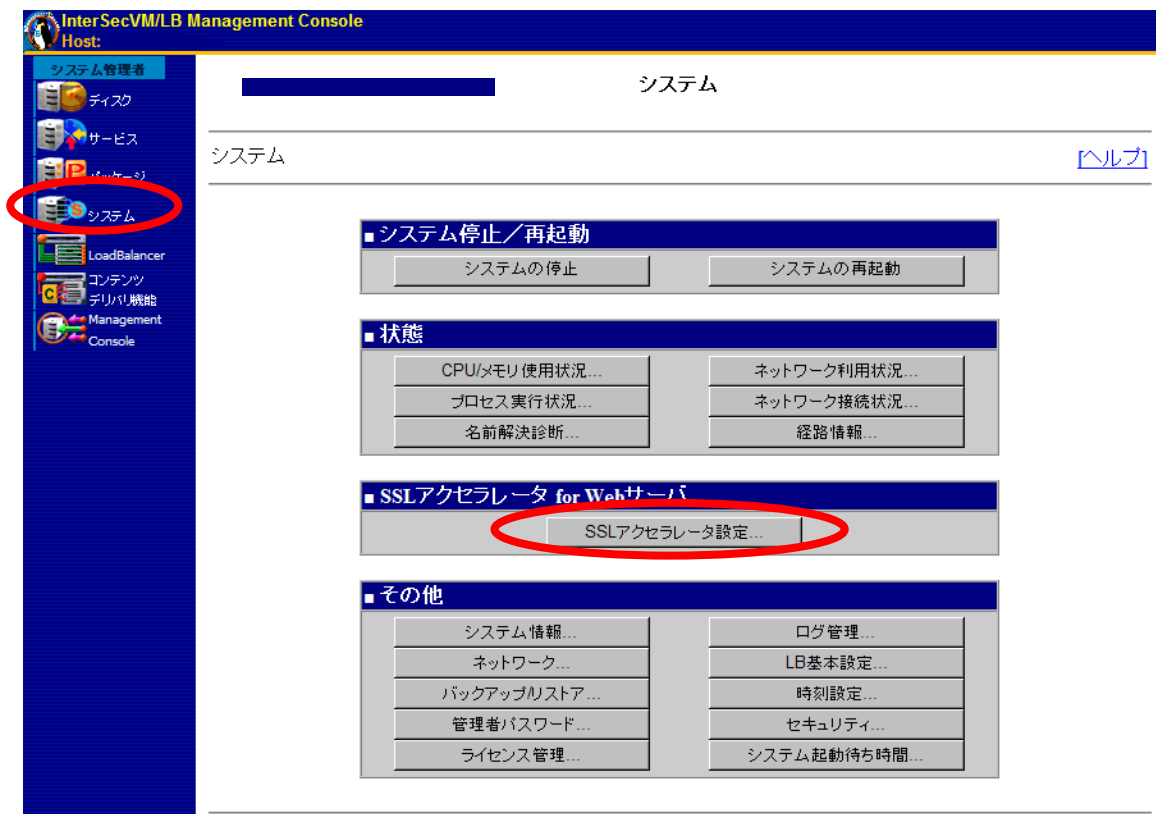 InterSecVM/LB Management Console
Host:
システム管理者
ディスク
サービス
パッケージ
システム
LoadBalancer
コンテンツ
デリバリ機能
Management
Console
システム
システム
[ヘルプ]
■システム停止／再起動
システムの停止
システムの再起動
■状態
CPU/メモリ使用状況...
ネットワーク利用状況...
プロセス実行状況...
ネットワーク接続状況...
名前解決診断...
経路情報...
■SSLアクセラレータ for Webサーバ
SSLアクセラレータ設定...
■その他
システム情報...
ログ管理...
ネットワーク...
LB基本設定...
バックアップ/リストア...
時刻設定...
管理者パスワード...
セキュリティ...
ライセンス管理...
システム起動待ち時間...